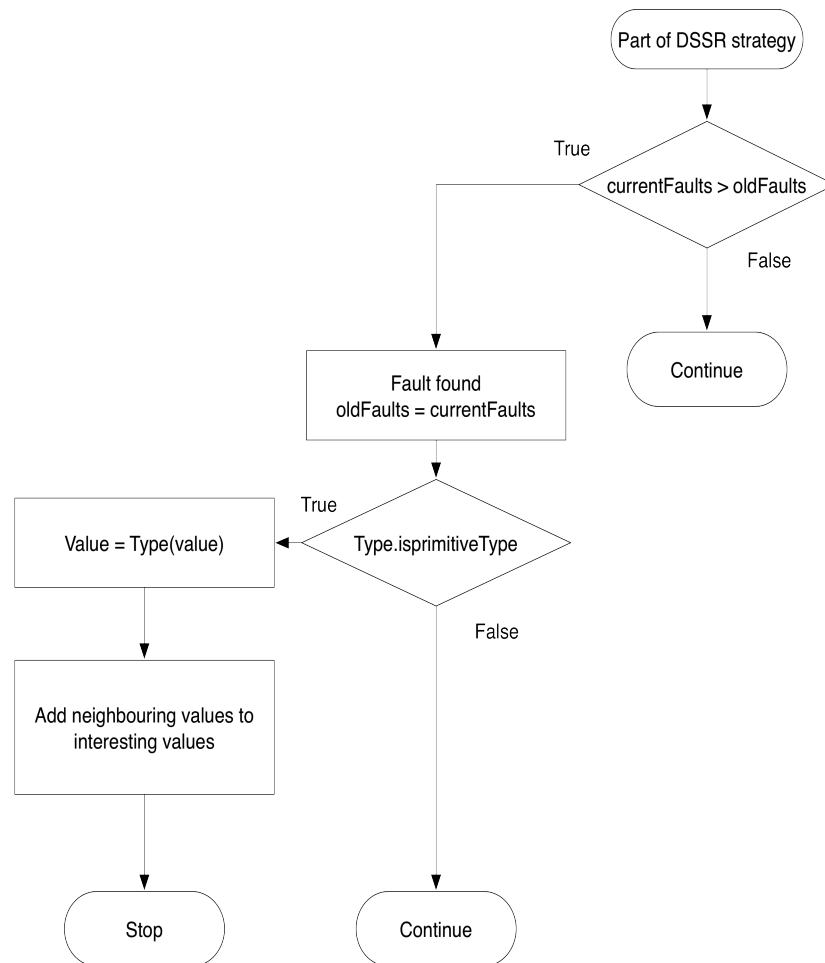 Part of DSSR strategy
True
currentFaults > oldFaults
False
Continue
Fault found
oldFaults = currentFaults
True
Value = Type(value)
Type.isprimitiveType
False
Add neighbouring values to
interesting values
Stop
Continue